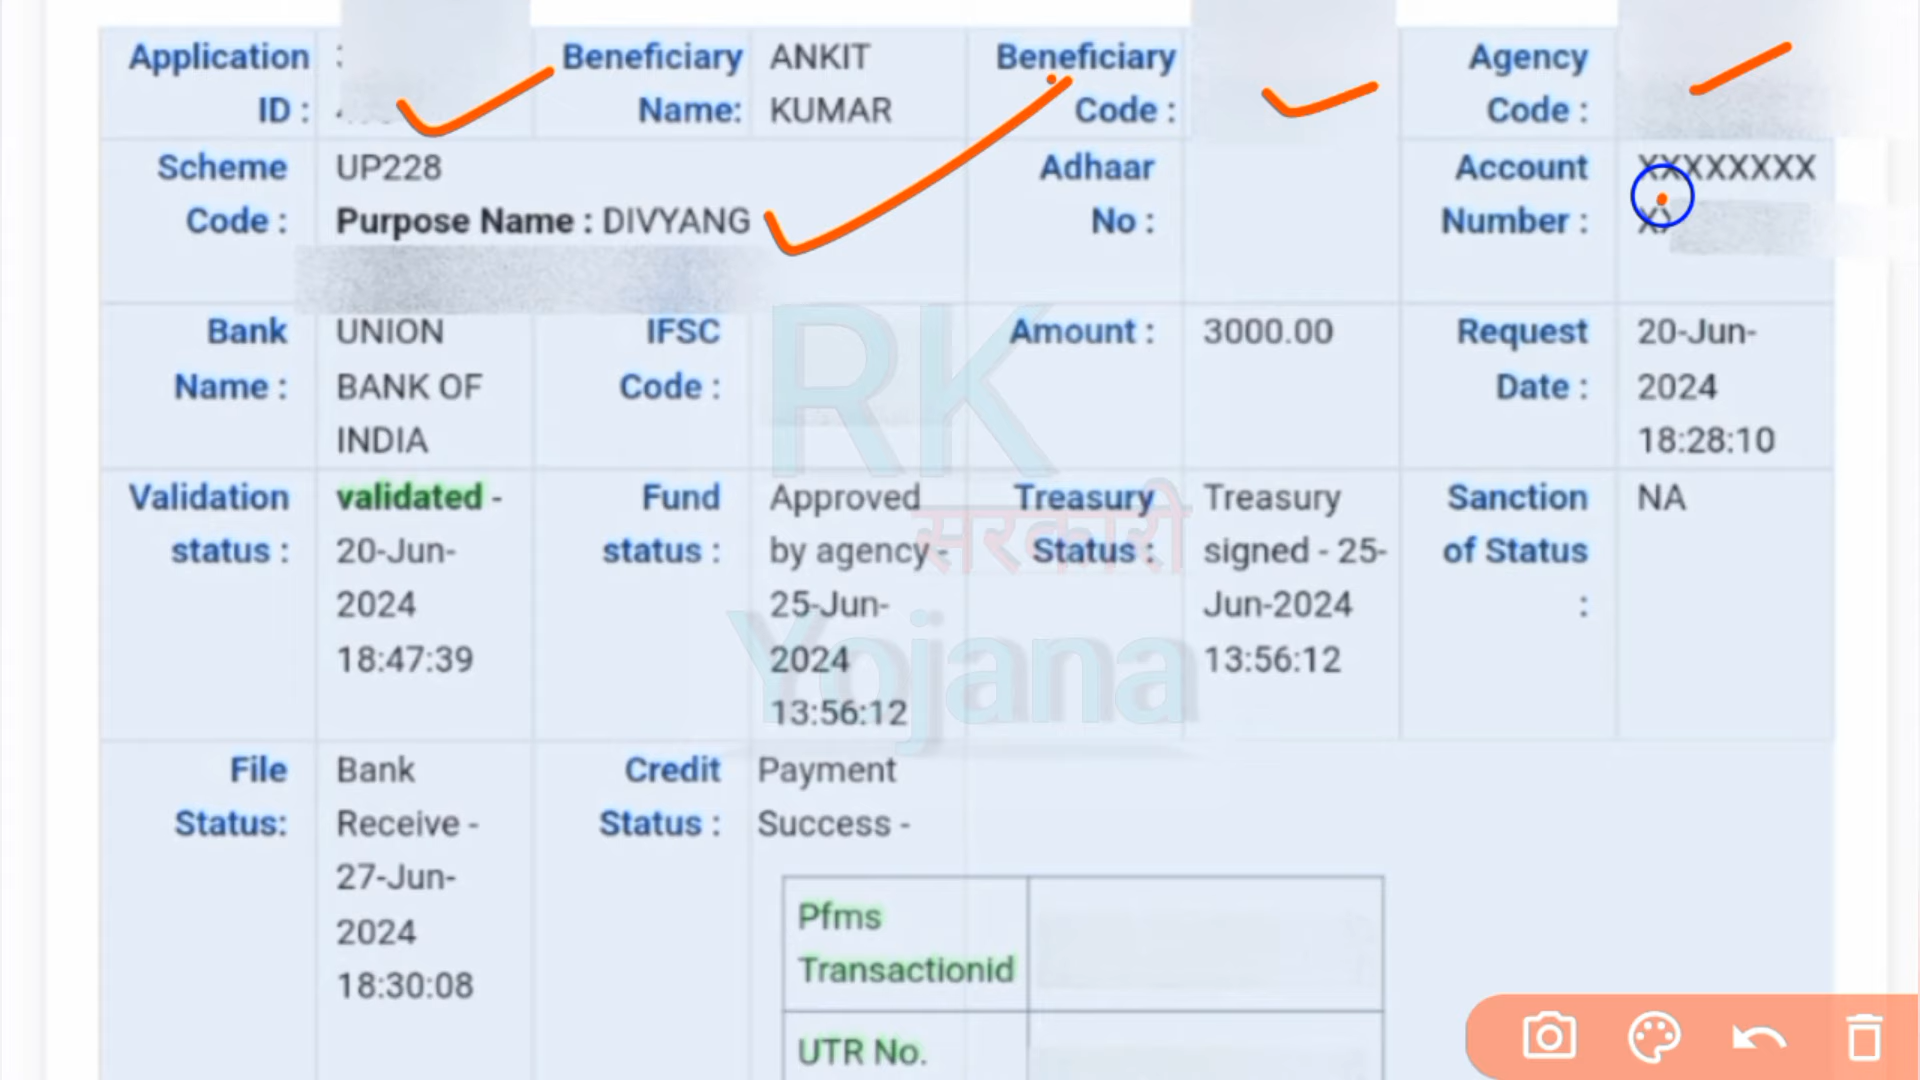 Application ID :
Beneficiary Name: ANKIT KUMAR
Beneficiary Code :
Agency Code :
Scheme Code : UP228
Purpose Name : DIVYANG
Adhaar No :
Account Number : XXXXXXXX
Bank Name : UNION BANK OF INDIA
IFSC Code :
Amount : 3000.00
Request Date : 20-Jun-2024 18:28:10
Validation status : validated - 20-Jun-2024 18:47:39
Fund status : Approved by agency - 25-Jun-2024 13:56:12
Treasury Status : Treasury signed - 25-Jun-2024 13:56:12
Sanction of Status : NA
File Status: Bank Receive - 27-Jun-2024 18:30:08
Credit Status : Payment Success -
Pfms Transactionid
UTR No.
RK
सरकारी
Yojana